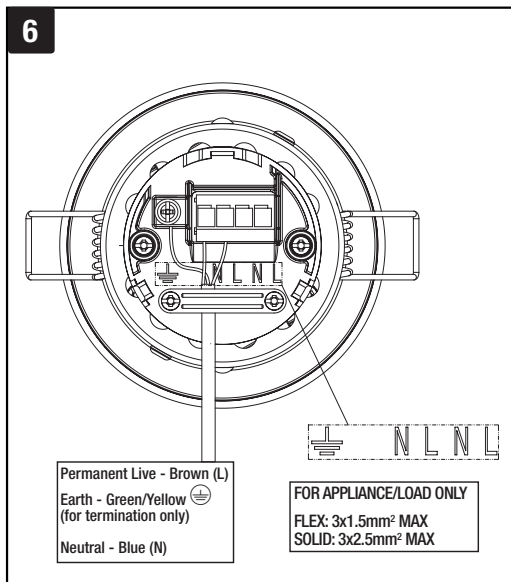 6
⏚ N L N L
⏚ N L N L
Permanent Live - Brown (L)
Earth - Green/Yellow ⏚
(for termination only)
Neutral - Blue (N)
FOR APPLIANCE/LOAD ONLY
FLEX: 3x1.5mm² MAX
SOLID: 3x2.5mm² MAX